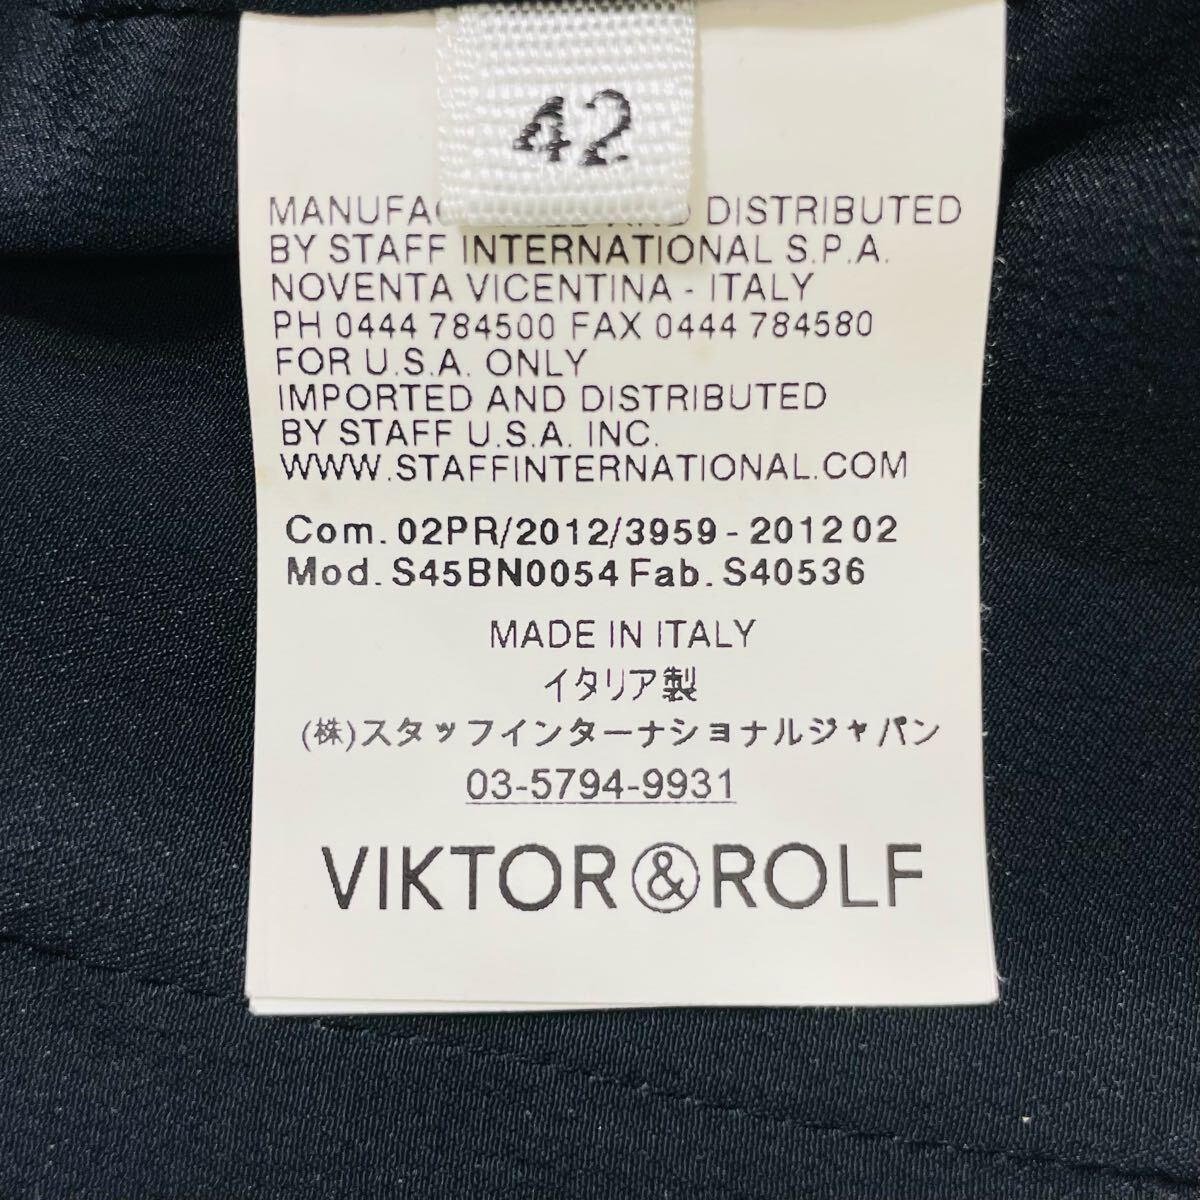 42
DISTRIBUTED
BY STAFF INTERNATIONAL S.P.A.
NOVENTA VICENTINA - ITALY
PH 0444 784500 FAX 0444 784580
FOR U.S.A. ONLY
IMPORTED AND DISTRIBUTED
BY STAFF U.S.A. INC.
WWW.STAFFINTERNATIONAL.COM
Com. 02PR/2012/3959 - 2012 02
Mod. S45BN0054 Fab. S40536
MADE IN ITALY
イタリア製
(株)スタッフインターナショナルジャパン
03-5794-9931
VIKTOR&ROLF